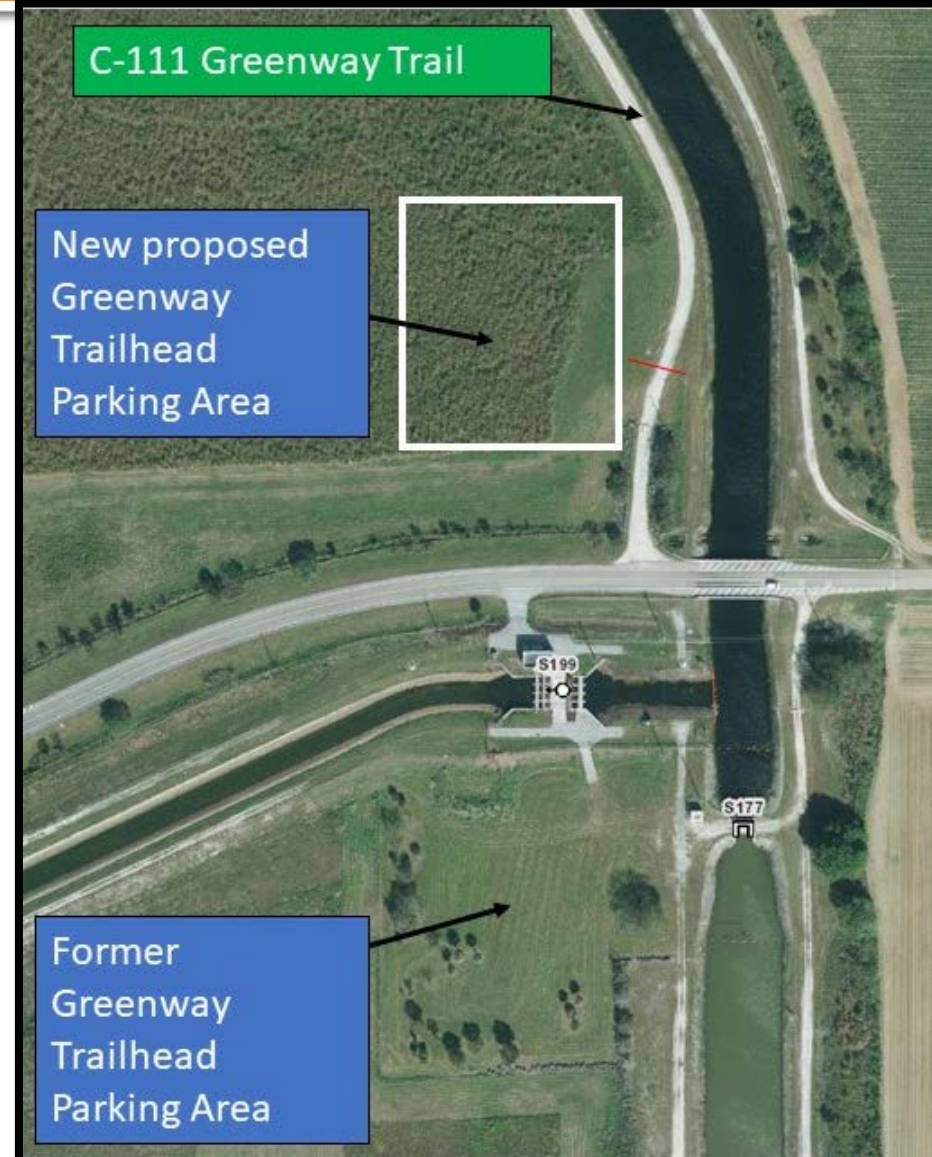 C-111 Greenway Trail
New proposed
Greenway
Trailhead
Parking Area
S199
S177
Former
Greenway
Trailhead
Parking Area